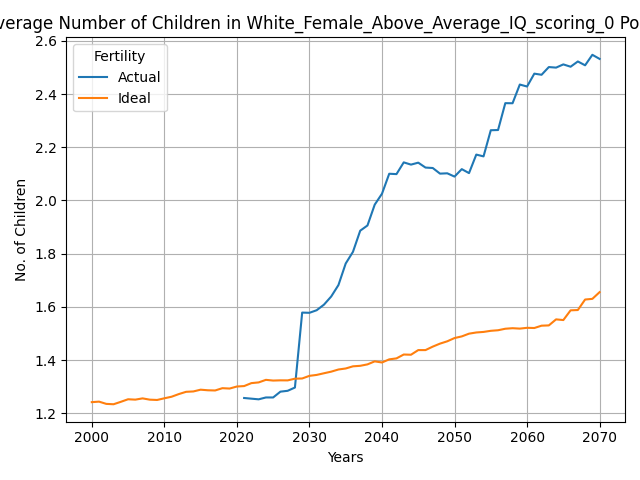 verage Number of Children in White_Female_Above_Average_IQ_scoring_0 Po
Fertility
Actual
Ideal
No. of Children
2.6
2.4
2.2
2.0
1.8
1.6
1.4
1.2
2000 2010 2020 2030 2040 2050 2060 2070
Years